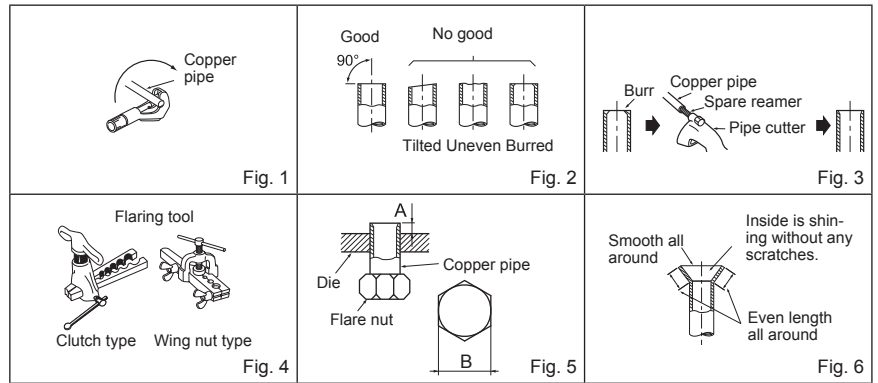 Copper
pipe
Fig. 1
Good
No good
90°
Tilted Uneven Burred
Fig. 2
Burr
Copper pipe
Spare reamer
Pipe cutter
Fig. 3
Flaring tool
Clutch type
Wing nut type
Fig. 4
A
Die
Copper pipe
Flare nut
B
Fig. 5
Smooth all
around
Inside is shin-
ing without any
scratches.
Even length
all around
Fig. 6